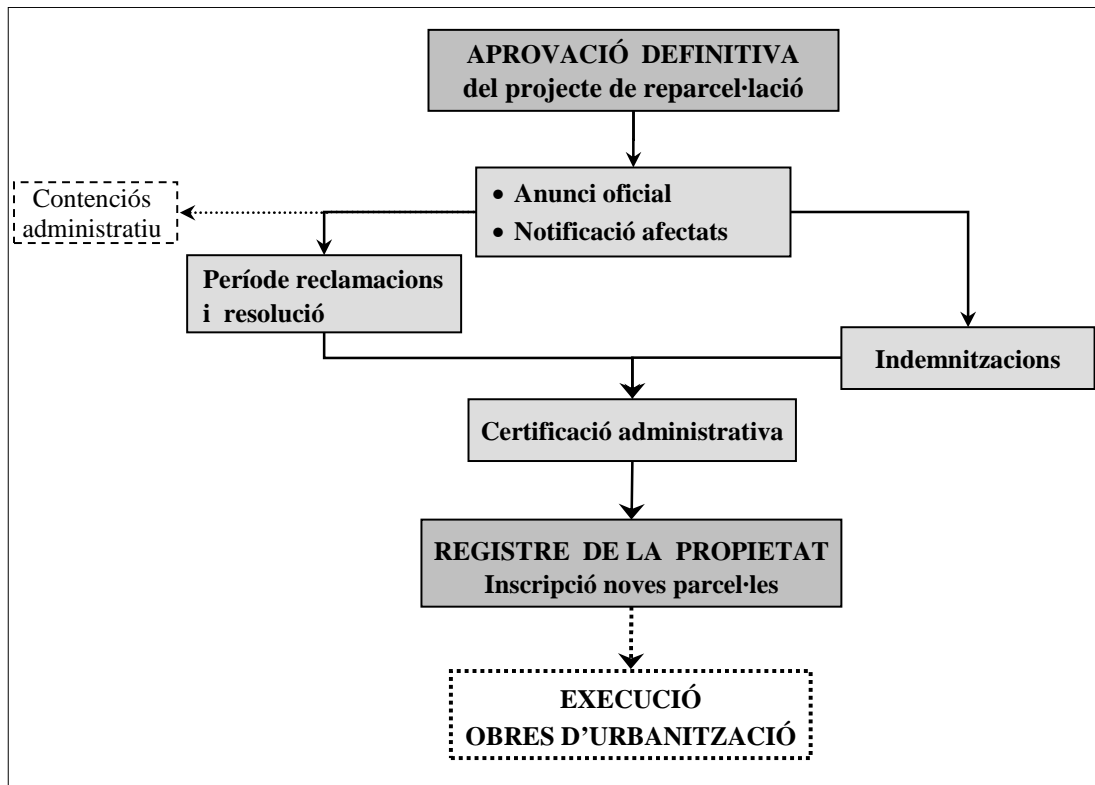 APROVACIÓ DEFINITIVA
del projecte de reparcel·lació
• Anunci oficial
• Notificació afectats
Contenciós
administratiu
Període reclamacions
i resolució
Indemnitzacions
Certificació administrativa
REGISTRE DE LA PROPIETAT
Inscripció noves parcel·les
EXECUCIÓ
OBRES D’URBANITZACIÓ